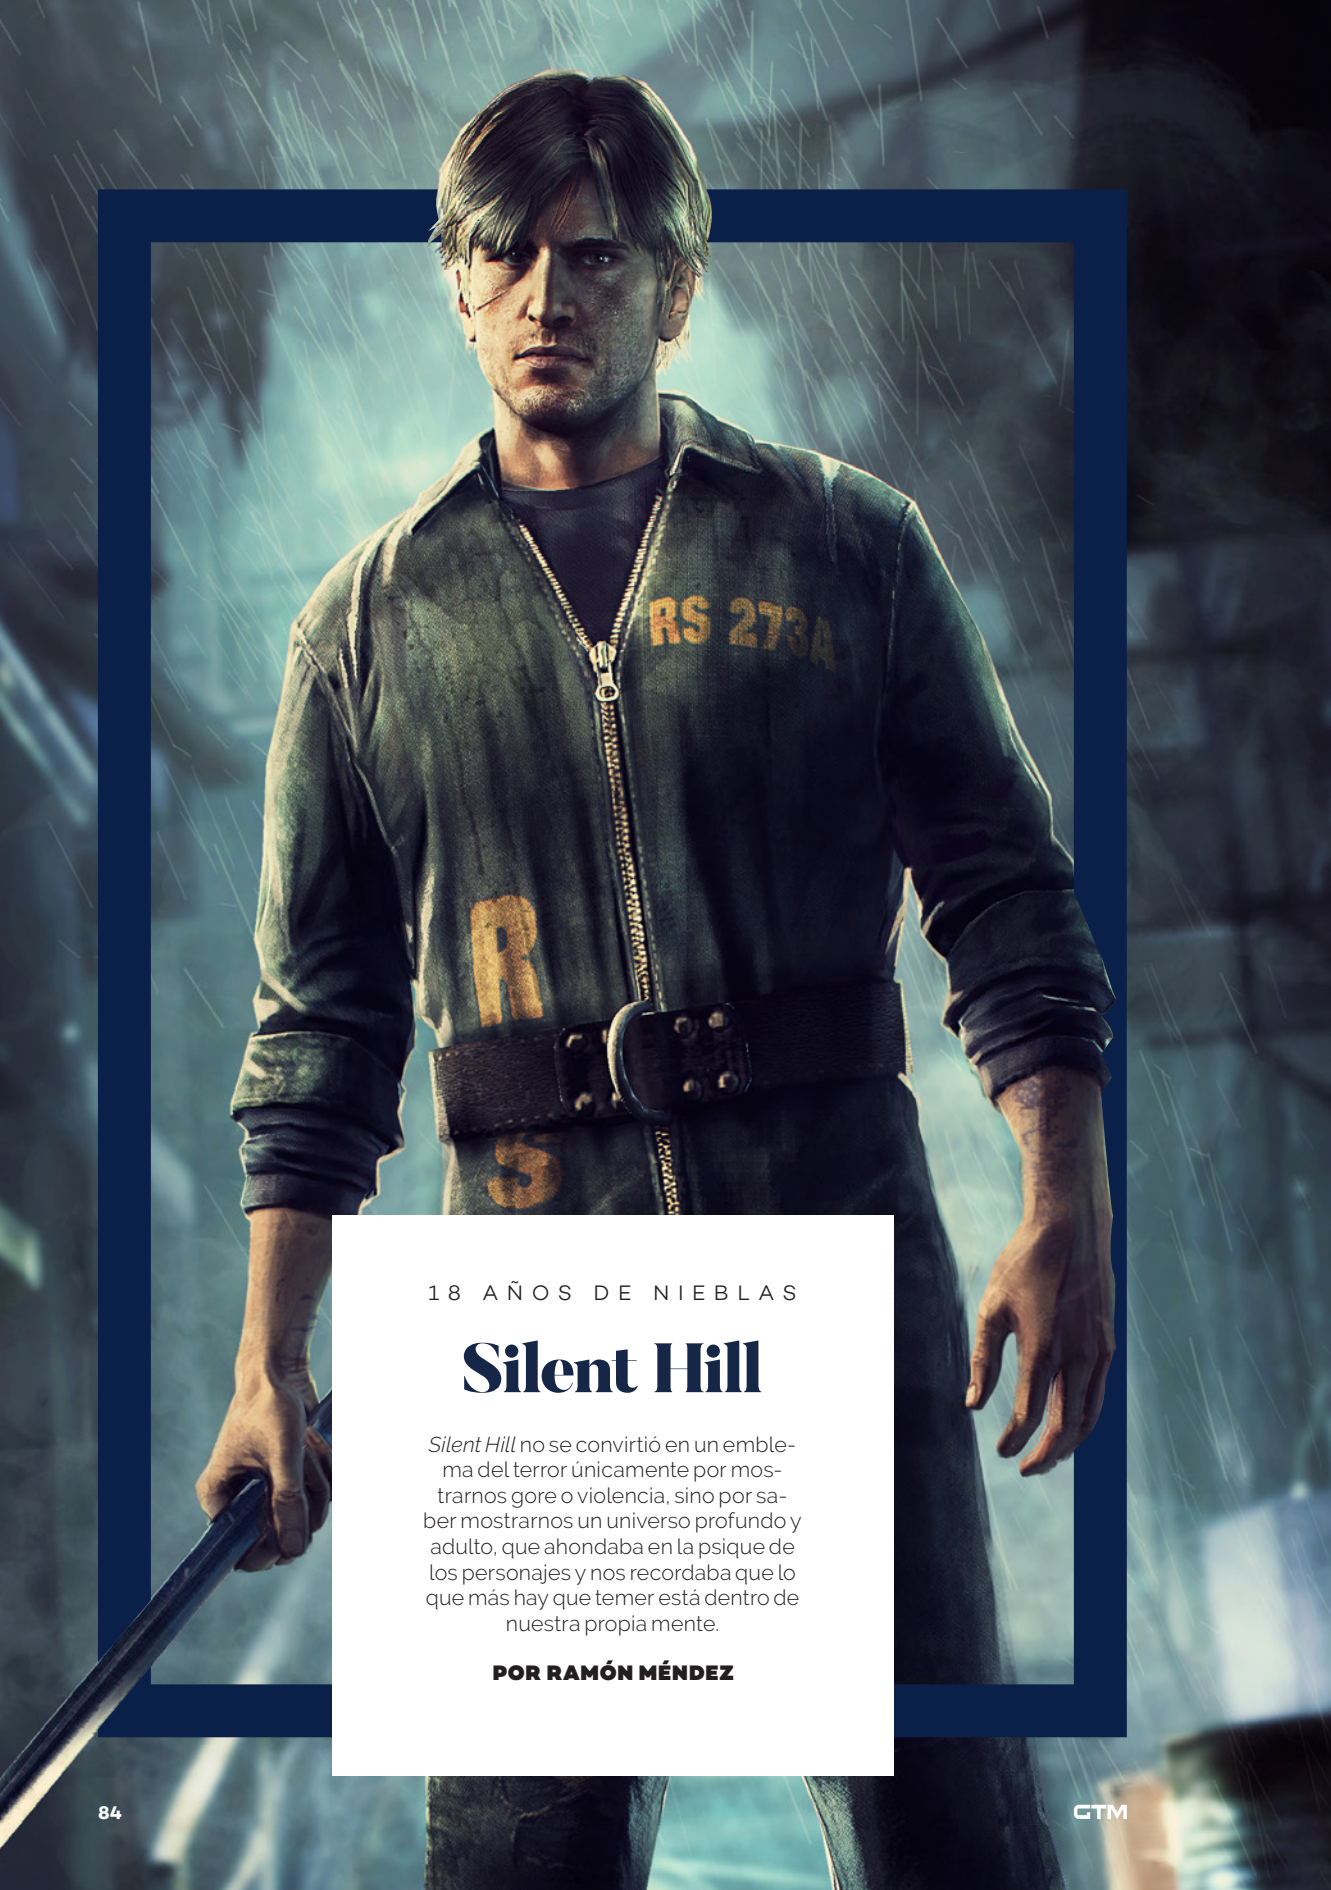 RS 273A
R
S
18 AÑOS DE NIEBLAS
Silent Hill
Silent Hill no se convirtió en un emble-
ma del terror únicamente por mos-
trarnos gore o violencia, sino por sa-
ber mostrarnos un universo profundo y
adulto, que ahondaba en la psique de
los personajes y nos recordaba que lo
que más hay que temer está dentro de
nuestra propia mente.
POR RAMÓN MÉNDEZ
84
GTM